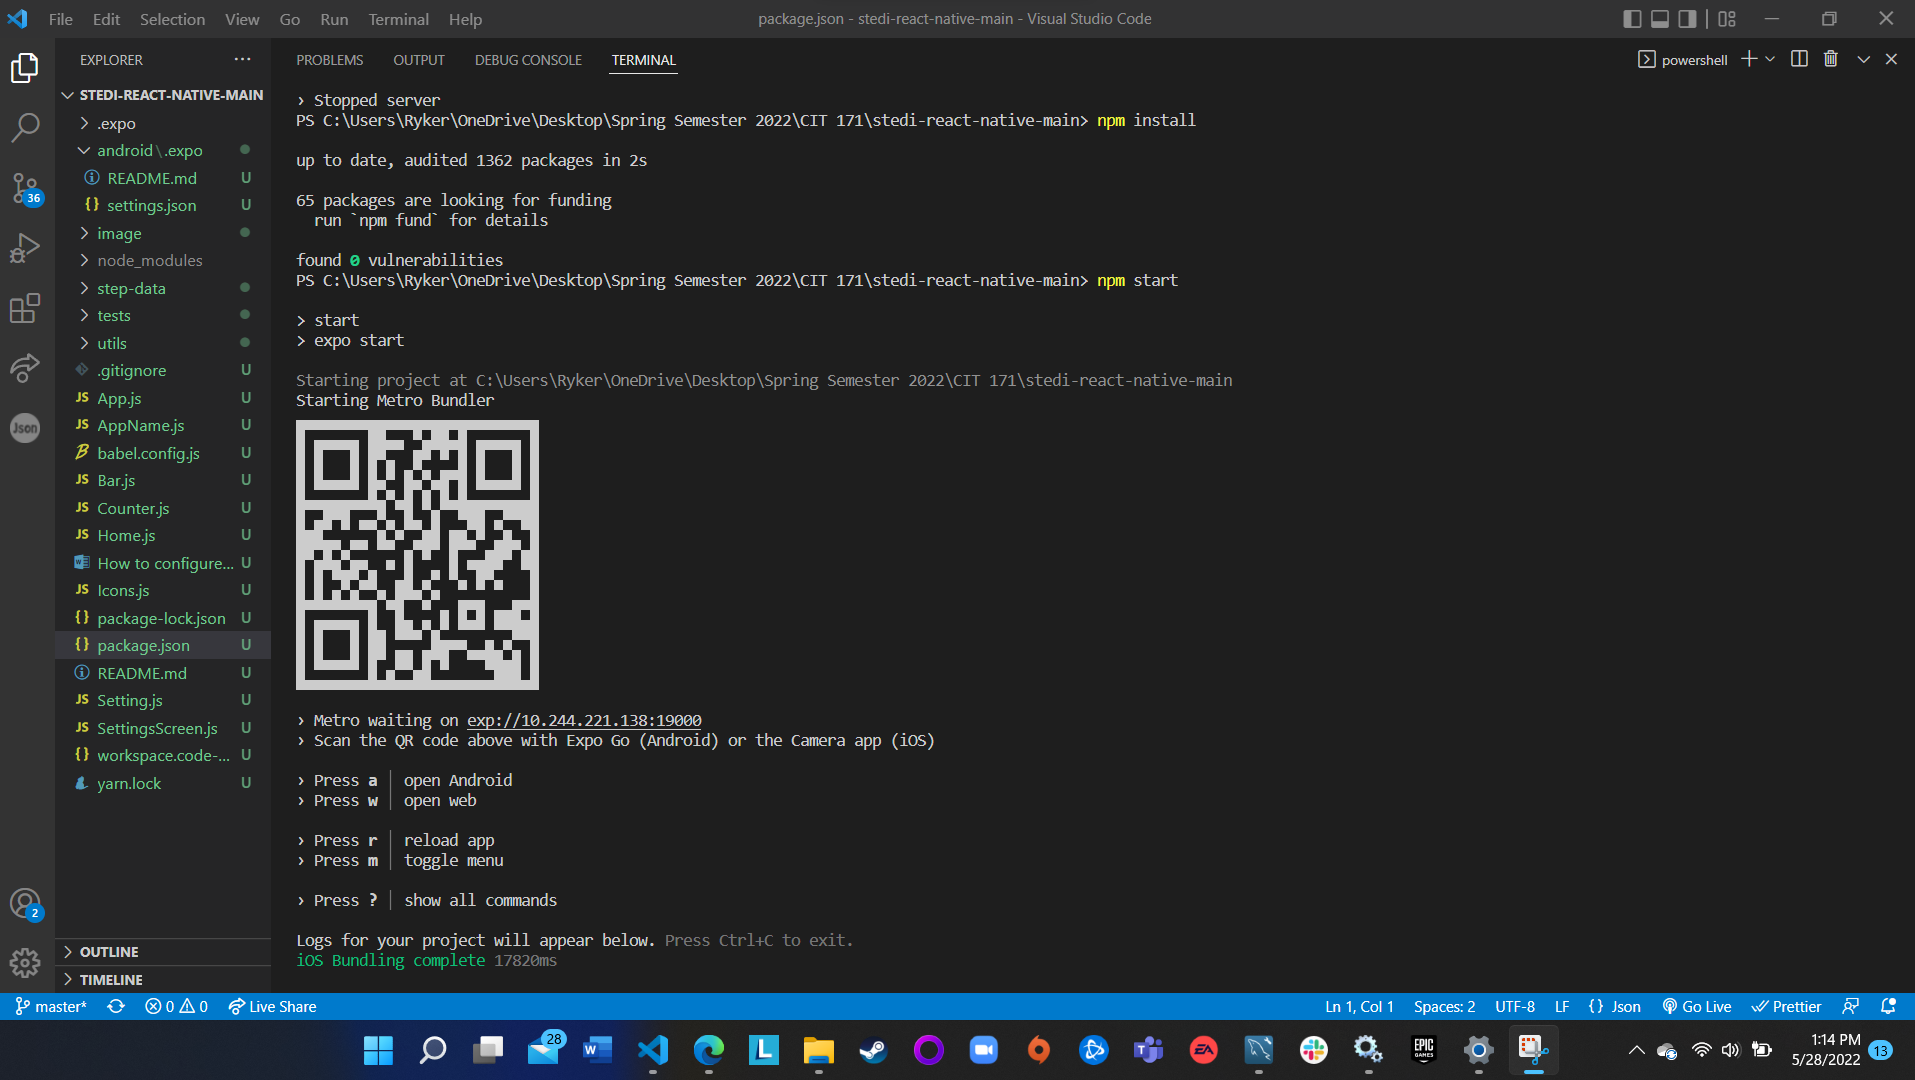 File Edit Selection View Go Run Terminal Help
package.json - stedi-react-native-main - Visual Studio Code
EXPLORER
STEDI-REACT-NATIVE-MAIN
.expo
android\.expo
README.md U
settings.json U
image
node_modules
step-data
tests
utils
.gitignore U
JS App.js U
JS AppName.js U
babel.config.js U
JS Bar.js U
JS Counter.js U
JS Home.js U
How to configure... U
JS Icons.js U
{} package-lock.json U
{} package.json U
README.md U
JS Setting.js U
JS SettingsScreen.js U
{} workspace.code-... U
yarn.lock U
OUTLINE
TIMELINE
36
Json
2
PROBLEMS OUTPUT DEBUG CONSOLE TERMINAL
powershell
› Stopped server
PS C:\Users\Ryker\OneDrive\Desktop\Spring Semester 2022\CIT 171\stedi-react-native-main> npm install
up to date, audited 1362 packages in 2s
65 packages are looking for funding
run `npm fund` for details
found 0 vulnerabilities
PS C:\Users\Ryker\OneDrive\Desktop\Spring Semester 2022\CIT 171\stedi-react-native-main> npm start
> start
> expo start
Starting project at C:\Users\Ryker\OneDrive\Desktop\Spring Semester 2022\CIT 171\stedi-react-native-main
Starting Metro Bundler
› Metro waiting on exp://10.244.221.138:19000
› Scan the QR code above with Expo Go (Android) or the Camera app (iOS)
› Press a │ open Android
› Press w │ open web
› Press r │ reload app
› Press m │ toggle menu
› Press ? │ show all commands
Logs for your project will appear below. Press Ctrl+C to exit.
iOS Bundling complete 17820ms
master* 0 0 Live Share
Ln 1, Col 1 Spaces: 2 UTF-8 LF {} Json Go Live Prettier
28
W
L
EA
EPIC GAMES
1:14 PM
5/28/2022
13